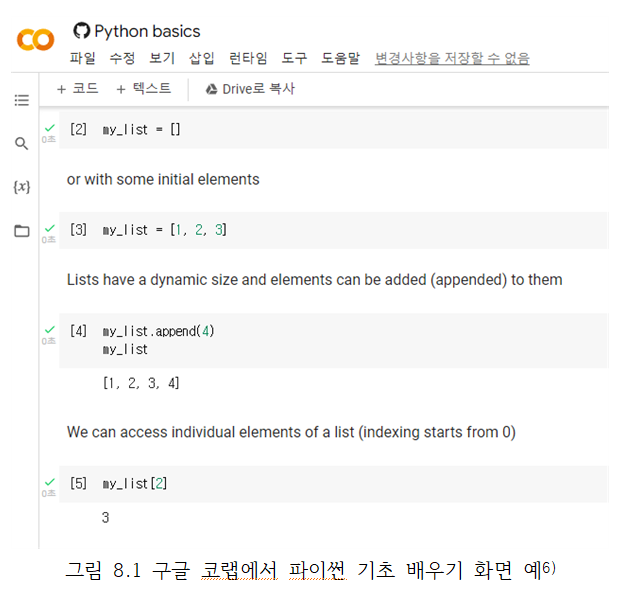 Python basics
파일 수정 보기 삽입 런타임 도구 도움말 변경사항을 저장할 수 없음
+ 코드 + 텍스트 Drive로 복사
[2] my_list = []
0초
or with some initial elements
{x}
[3] my_list = [1, 2, 3]
0초
Lists have a dynamic size and elements can be added (appended) to them
[4] my_list.append(4)
0초
my_list
[1, 2, 3, 4]
We can access individual elements of a list (indexing starts from 0)
[5] my_list[2]
0초
3
그림 8.1 구글 코랩에서 파이썬 기초 배우기 화면 예6)